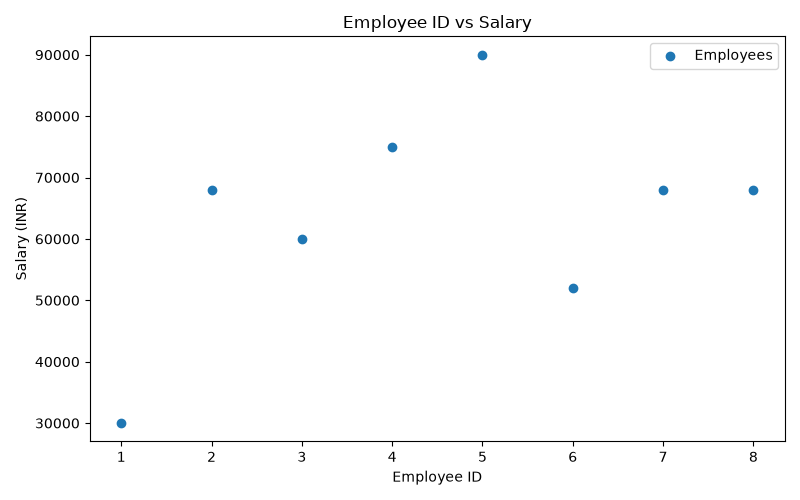 Employee ID vs Salary
Employees
90000
80000
70000
60000
50000
40000
30000
Salary (INR)
1 2 3 4 5 6 7 8
Employee ID